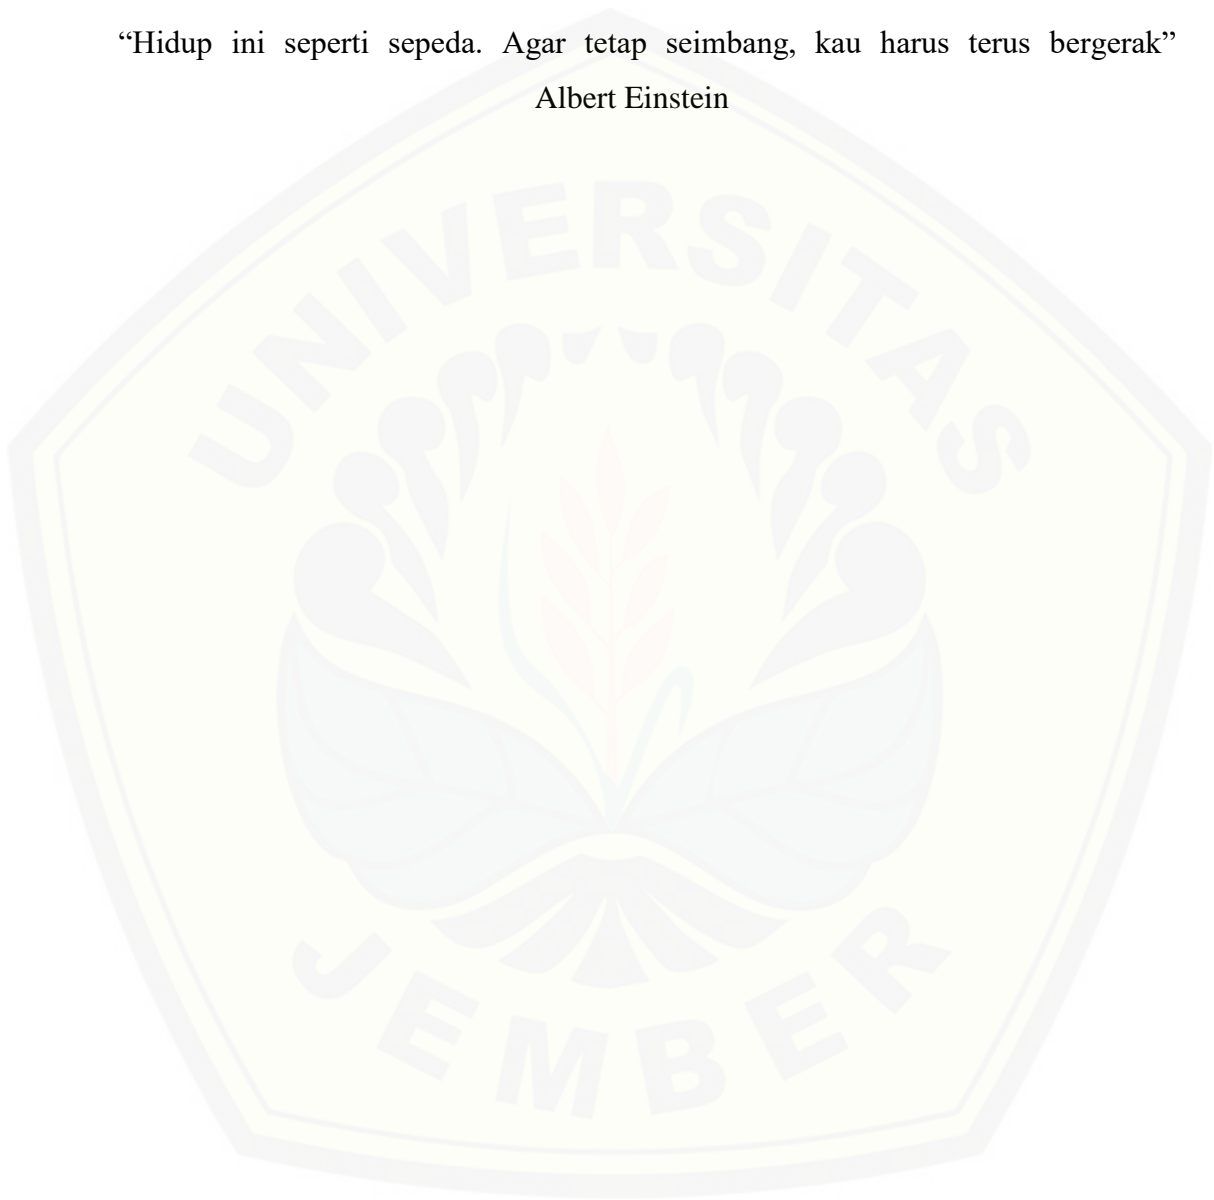 “Hidup ini seperti sepeda. Agar tetap seimbang, kau harus terus bergerak”
Albert Einstein
UNIVERSITAS
JEMBER